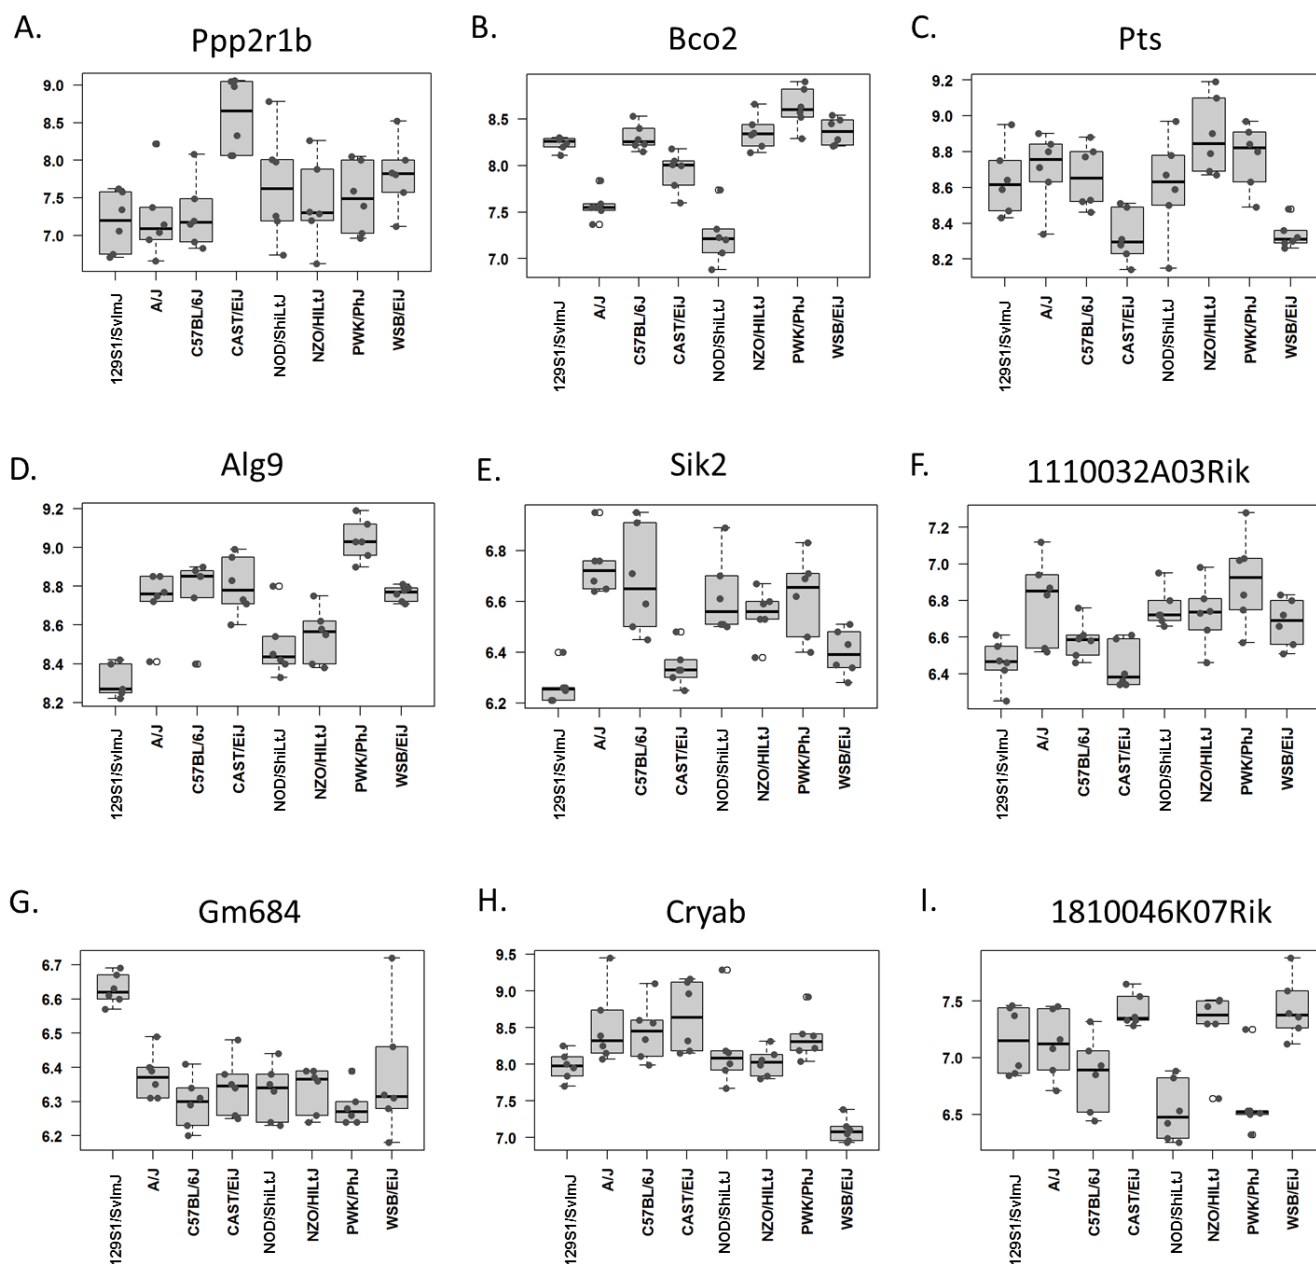 A. Ppp2r1b
9.0
8.5
8.0
7.5
7.0
129S1/SvImJ
A/J
C57BL/6J
CAST/EiJ
NOD/ShiLtJ
NZO/HILtJ
PWK/PhJ
WSB/EiJ
B. Bco2
8.5
8.0
7.5
7.0
129S1/SvImJ
A/J
C57BL/6J
CAST/EiJ
NOD/ShiLtJ
NZO/HILtJ
PWK/PhJ
WSB/EiJ
C. Pts
9.2
9.0
8.8
8.6
8.4
8.2
129S1/SvImJ
A/J
C57BL/6J
CAST/EiJ
NOD/ShiLtJ
NZO/HILtJ
PWK/PhJ
WSB/EiJ
D. Alg9
9.2
9.0
8.8
8.6
8.4
8.2
129S1/SvImJ
A/J
C57BL/6J
CAST/EiJ
NOD/ShiLtJ
NZO/HILtJ
PWK/PhJ
WSB/EiJ
E. Sik2
6.8
6.6
6.4
6.2
129S1/SvImJ
A/J
C57BL/6J
CAST/EiJ
NOD/ShiLtJ
NZO/HILtJ
PWK/PhJ
WSB/EiJ
F. 1110032A03Rik
7.2
7.0
6.8
6.6
6.4
129S1/SvImJ
A/J
C57BL/6J
CAST/EiJ
NOD/ShiLtJ
NZO/HILtJ
PWK/PhJ
WSB/EiJ
G. Gm684
6.7
6.6
6.5
6.4
6.3
6.2
129S1/SvImJ
A/J
C57BL/6J
CAST/EiJ
NOD/ShiLtJ
NZO/HILtJ
PWK/PhJ
WSB/EiJ
H. Cryab
9.5
9.0
8.5
8.0
7.5
7.0
129S1/SvImJ
A/J
C57BL/6J
CAST/EiJ
NOD/ShiLtJ
NZO/HILtJ
PWK/PhJ
WSB/EiJ
I. 1810046K07Rik
7.5
7.0
6.5
129S1/SvImJ
A/J
C57BL/6J
CAST/EiJ
NOD/ShiLtJ
NZO/HILtJ
PWK/PhJ
WSB/EiJ